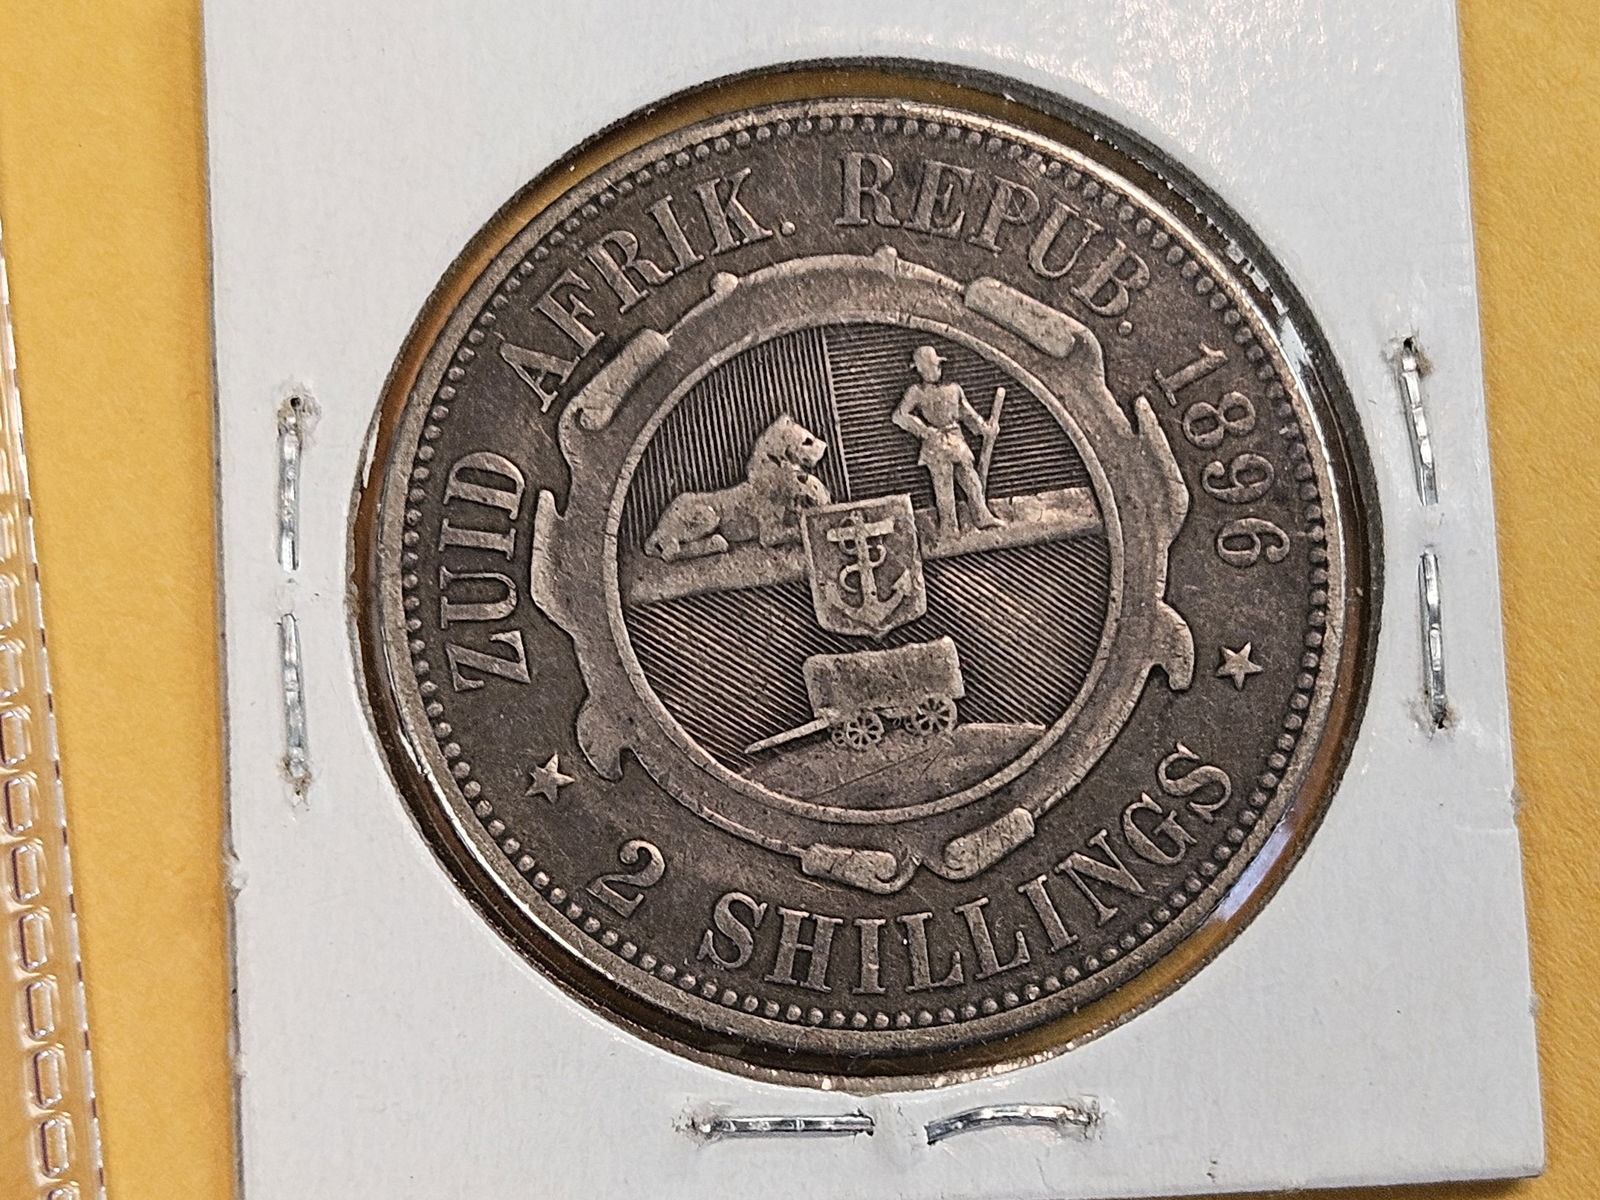 ZUID AFRIK. REPUB. 1896
2 SHILLINGS